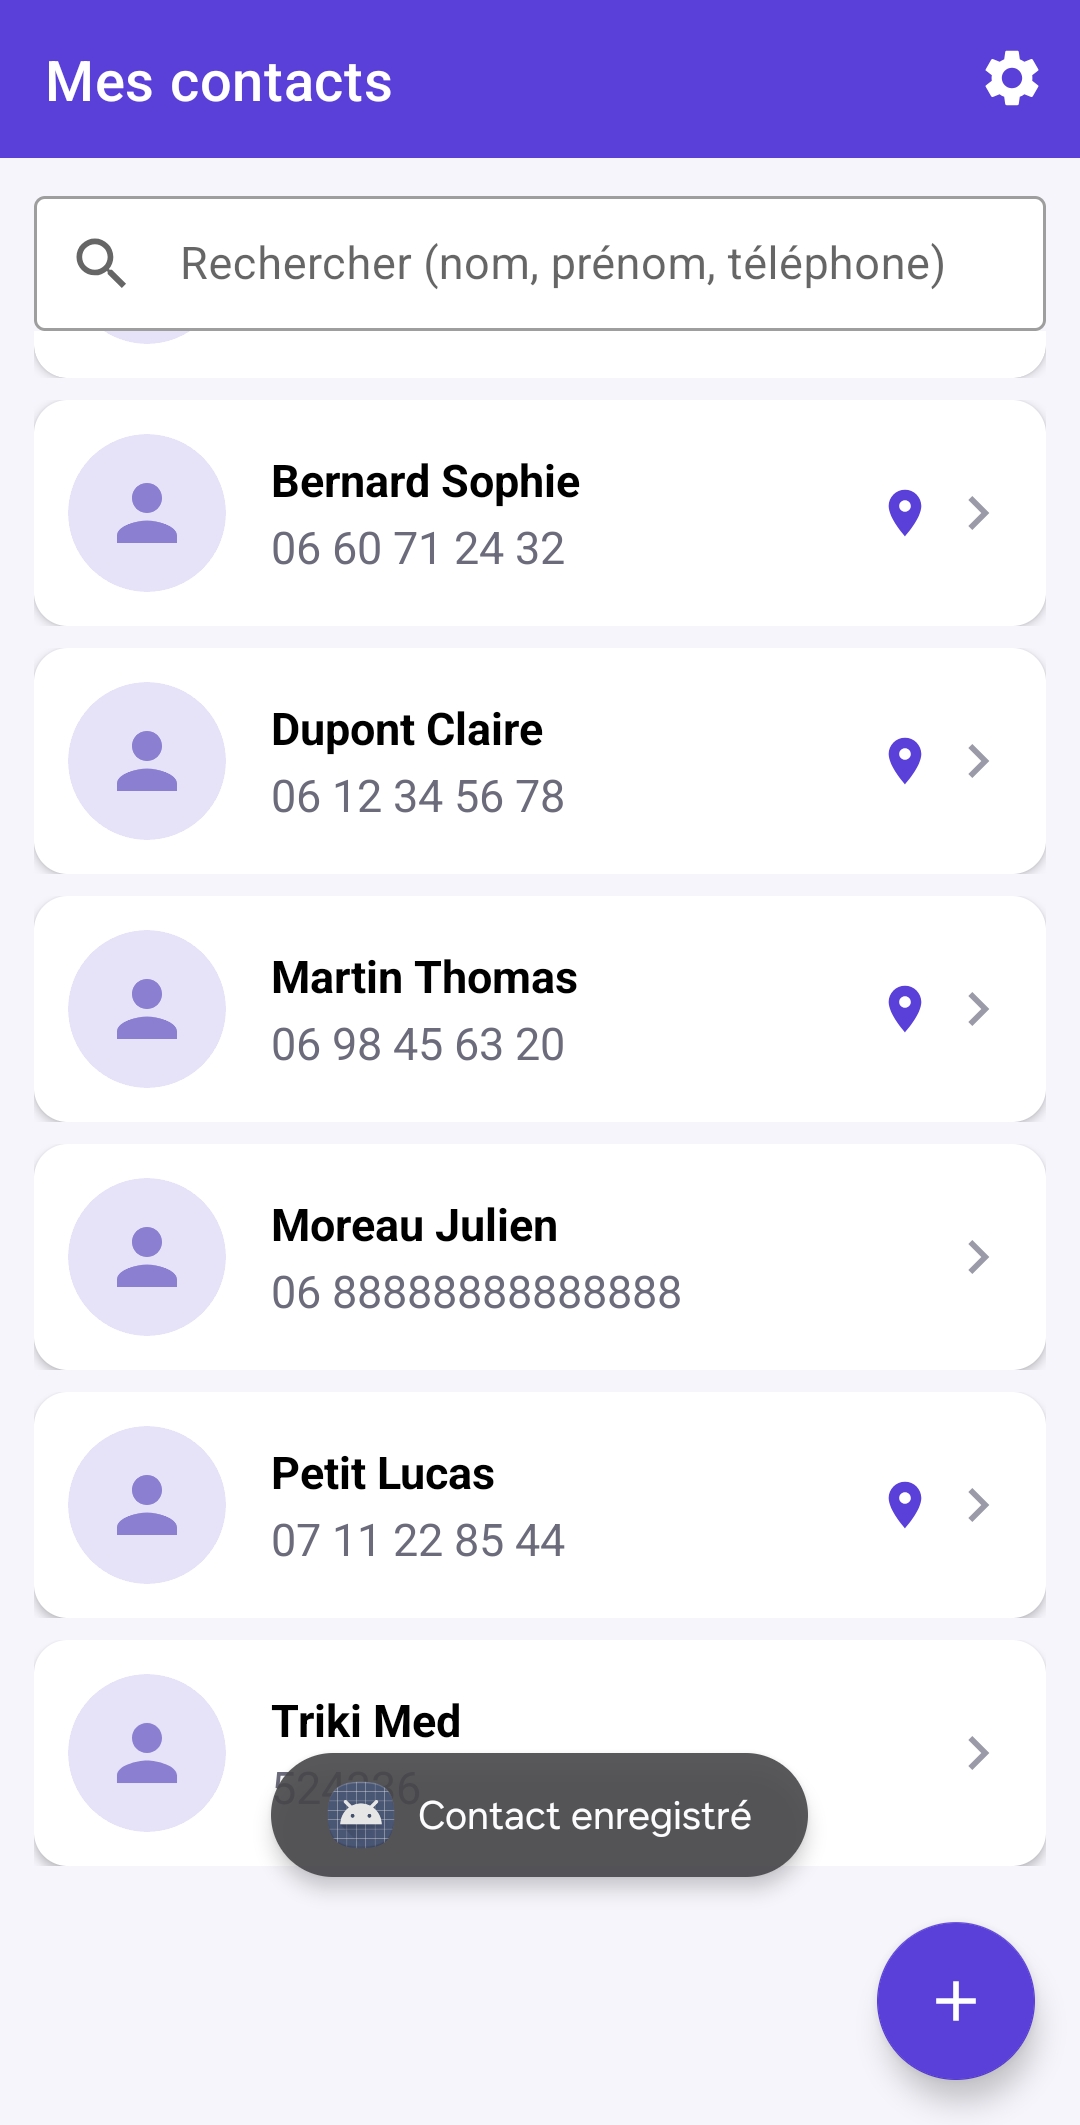 Mes contacts
Rechercher (nom, prénom, téléphone)
Bernard Sophie
06 60 71 24 32
Dupont Claire
06 12 34 56 78
Martin Thomas
06 98 45 63 20
Moreau Julien
06 88888888888888
Petit Lucas
07 11 22 85 44
Triki Med
Contact enregistré